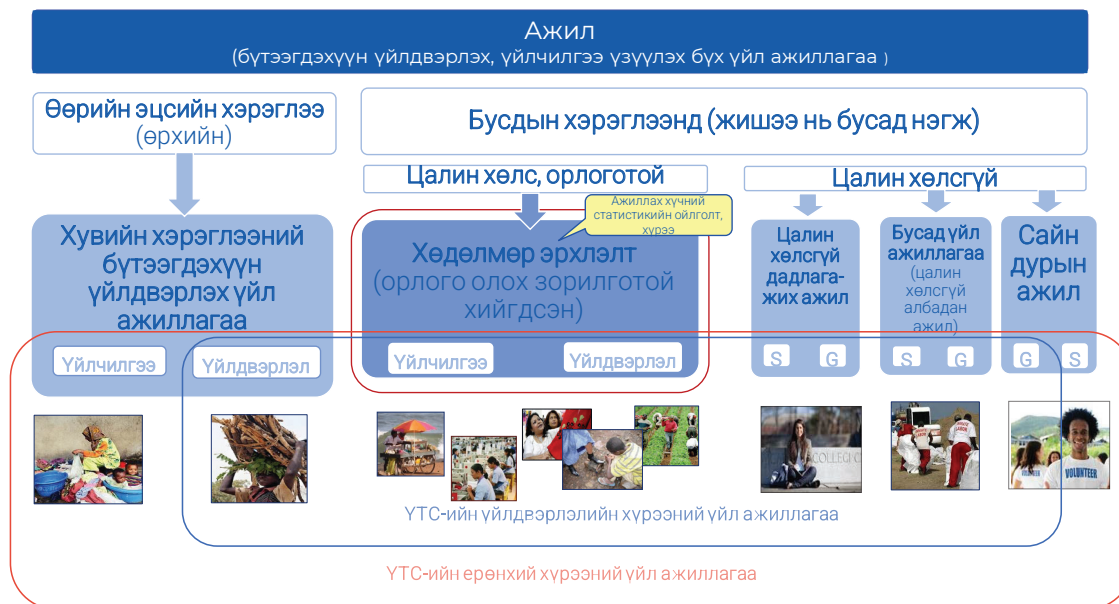 Ажил
(бүтээгдэхүүн үйлдвэрлэх, үйлчилгээ үзүүлэх бүх үйл ажиллагаа )
Өөрийн эцсийн хэрэглээ
(өрхийн)
Бусдын хэрэглээнд (жишээ нь бусад нэгж)
Цалин хөлс, орлоготой
Цалин хөлсгүй
Ажиллах хүчний
статистикийн ойлголт,
хүрээ
Хувийн хэрэглээний
бүтээгдэхүүн
үйлдвэрлэх үйл
ажиллагаа
Үйлчилгээ
Үйлдвэрлэл
Хөдөлмөр эрхлэлт
(орлого олох зорилготой
хийгдсэн)
Үйлчилгээ
Үйлдвэрлэл
Цалин
хөлсгүй
дадлага-
жих ажил
S G
Бусад үйл
ажиллагаа
(цалин
хөлсгүй
албадан
ажил)
S G
Сайн
дурын
ажил
G S
COLLEGE C
LABOR
VOLUNTEER
VOLUNTEER
ҮТС-ийн үйлдвэрлэлийн хүрээний үйл ажиллагаа
ҮТС-ийн ерөнхий хүрээний үйл ажиллагаа